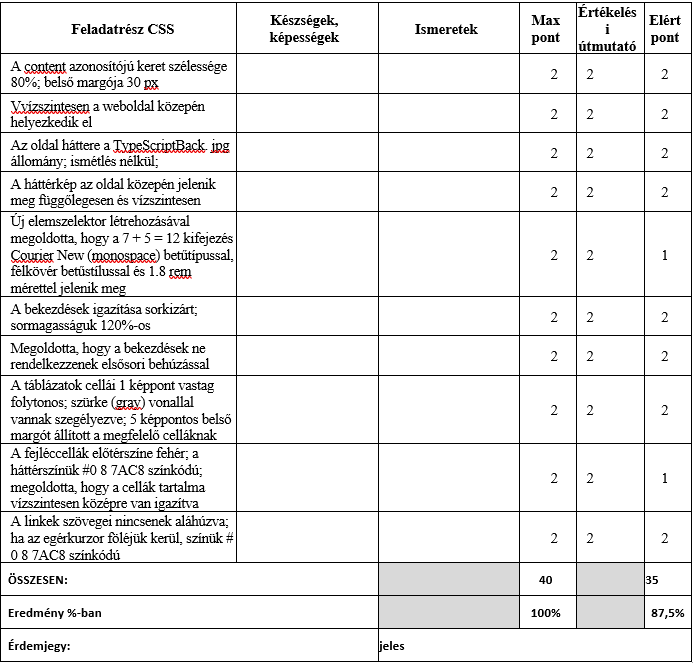 Feladatrész CSS
Készségek,
képességek
Ismeretek
Max
pont
Értékelés
i
útmutató
Elért
pont
A content azonosítójú keret szélessége
80%; belső margója 30 px
2 2 2
Vvízszintesen a weboldal közepén
helyezkedik el
2 2 2
Az oldal háttere a TypeScriptBack. jpg
állomány; ismétlés nélkül;
2 2 2
A háttérkép az oldal közepén jelenik
meg függőlegesen és vízszintesen
2 2 2
Új elemszelektor létrehozásával
megoldotta, hogy a 7 + 5 = 12 kifejezés
Courier New (monospace) betűtípussal,
félkövér betűstílussal és 1.8 rem
mérettel jelenik meg
2 2 1
A bekezdések igazítása sorkizárt;
sormagasságuk 120%-os
2 2 2
Megoldotta, hogy a bekezdések ne
rendelkezzenek elsősori behúzással
2 2 2
A táblázatok cellái 1 képpont vastag
folytonos; szürke (gray) vonallal
vannak szegélyezve; 5 képpontos belső
margót állított a megfelelő celláknak
2 2 2
A fejléccellák előtérszíne fehér; a
háttérszínük #0 8 7AC8 színkódú;
megoldotta, hogy a cellák tartalma
vízszintesen középre van igazítva
2 2 1
A linkek szövegei nincsenek aláhúzva;
ha az egérkurzor föléjük kerül, színük #
0 8 7AC8 színkódú
2 2 2
ÖSSZESEN: 40 35
Eredmény %-ban 100% 87,5%
Érdemjegy: jeles